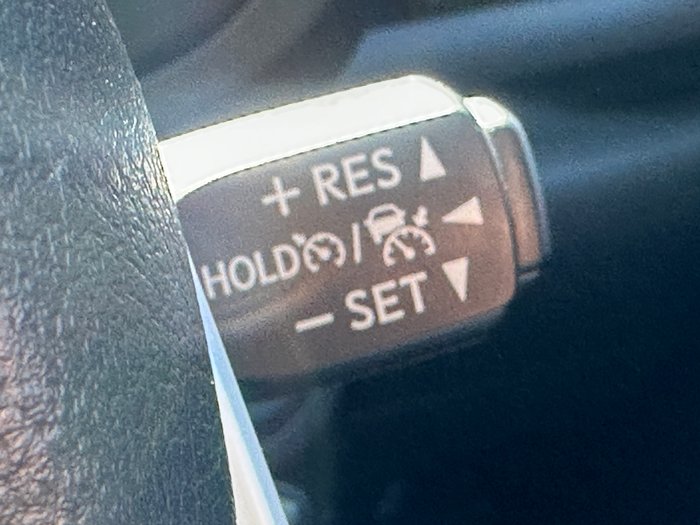 + RES ▲
HOLD / ◀
- SET ▼